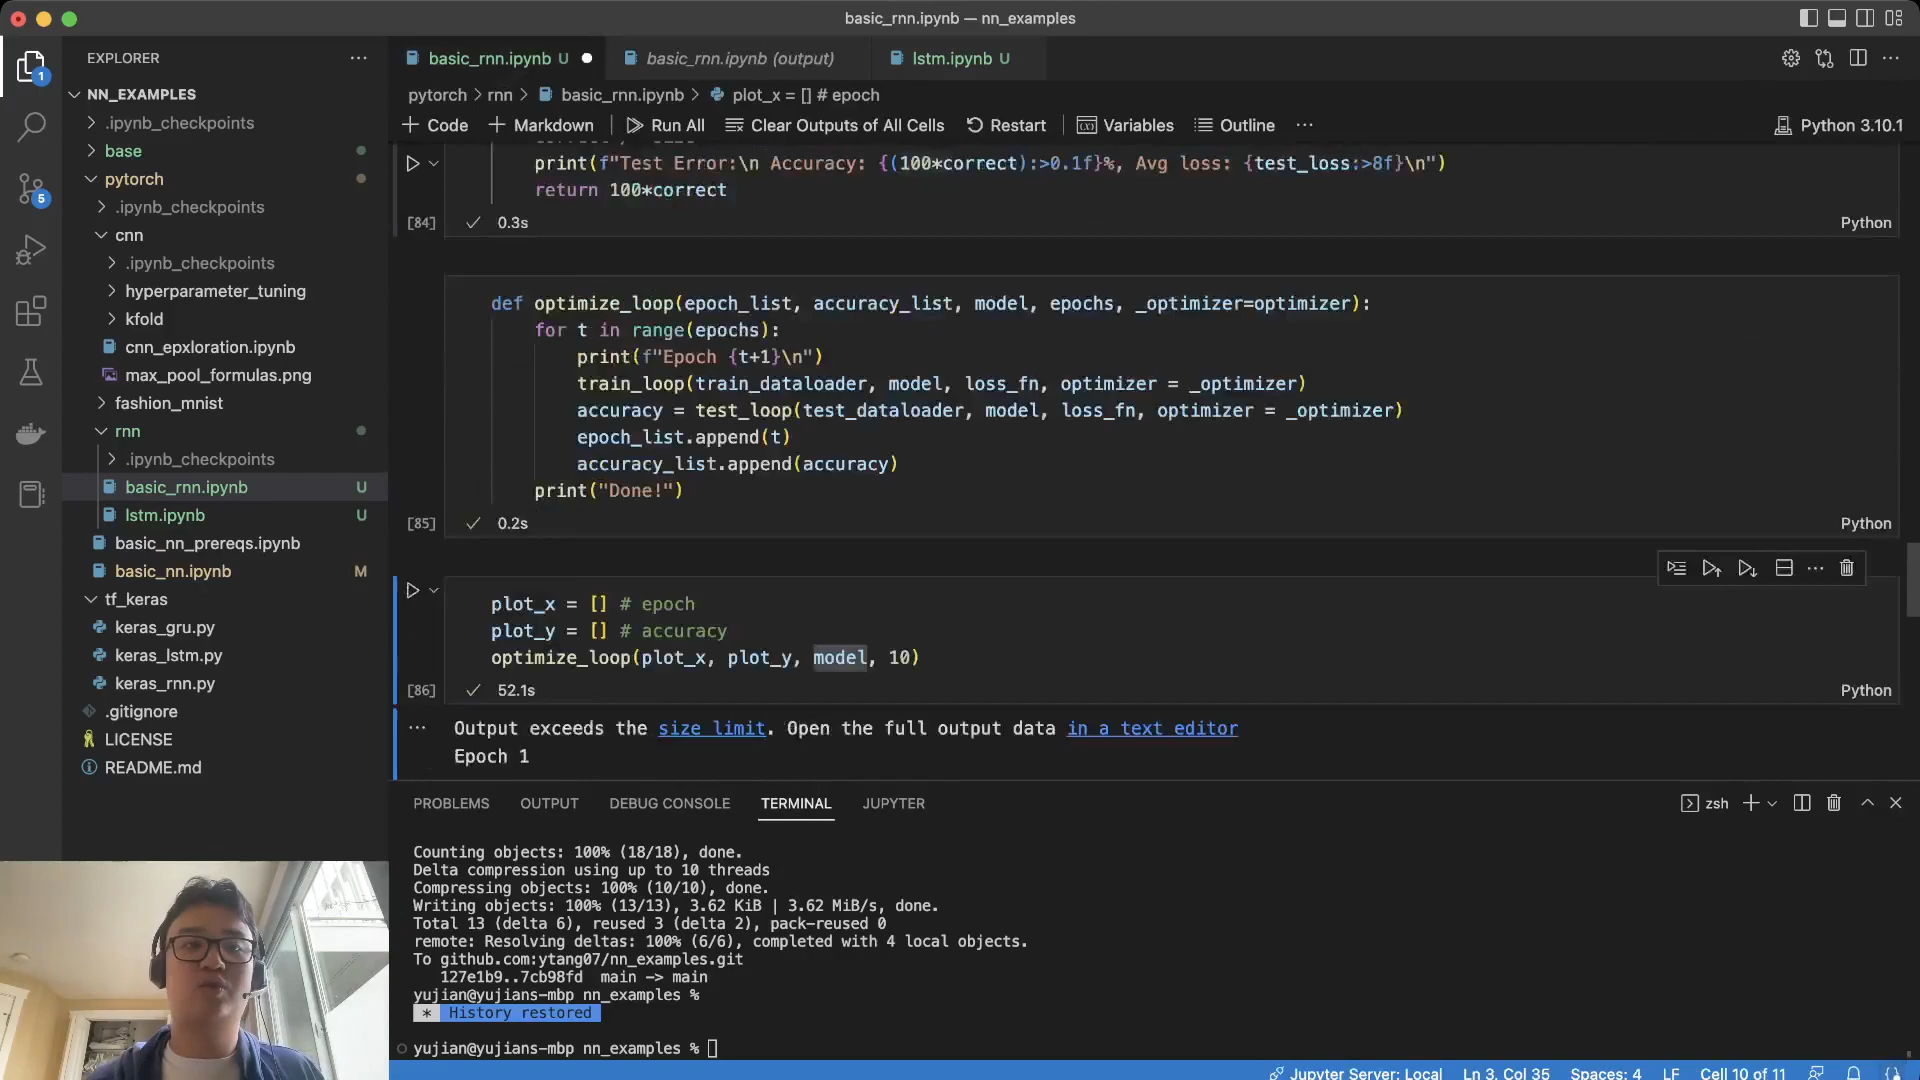 basic_rnn.ipynb — nn_examples
EXPLORER
NN_EXAMPLES
.ipynb_checkpoints
base
pytorch
.ipynb_checkpoints
cnn
.ipynb_checkpoints
hyperparameter_tuning
kfold
cnn_epxloration.ipynb
max_pool_formulas.png
fashion_mnist
rnn
.ipynb_checkpoints
basic_rnn.ipynb U
lstm.ipynb U
basic_nn_prereqs.ipynb
basic_nn.ipynb M
tf_keras
keras_gru.py
keras_lstm.py
keras_rnn.py
.gitignore
LICENSE
README.md
1
5
basic_rnn.ipynb U
basic_rnn.ipynb (output)
lstm.ipynb U
pytorch > rnn > basic_rnn.ipynb > plot_x = [] # epoch
+ Code + Markdown Run All Clear Outputs of All Cells Restart Variables Outline ··· Python 3.10.1
print(f"Test Error:\n Accuracy: {(100*correct):>0.1f}%, Avg loss: {test_loss:>8f}\n")
return 100*correct
[84] ✓ 0.3s Python
def optimize_loop(epoch_list, accuracy_list, model, epochs, _optimizer=optimizer):
for t in range(epochs):
print(f"Epoch {t+1}\n")
train_loop(train_dataloader, model, loss_fn, optimizer = _optimizer)
accuracy = test_loop(test_dataloader, model, loss_fn, optimizer = _optimizer)
epoch_list.append(t)
accuracy_list.append(accuracy)
print("Done!")
[85] ✓ 0.2s Python
plot_x = [] # epoch
plot_y = [] # accuracy
optimize_loop(plot_x, plot_y, model, 10)
[86] ✓ 52.1s Python
Output exceeds the size limit. Open the full output data in a text editor
Epoch 1
PROBLEMS OUTPUT DEBUG CONSOLE TERMINAL JUPYTER zsh
Counting objects: 100% (18/18), done.
Delta compression using up to 10 threads
Compressing objects: 100% (10/10), done.
Writing objects: 100% (13/13), 3.62 KiB | 3.62 MiB/s, done.
Total 13 (delta 6), reused 3 (delta 2), pack-reused 0
remote: Resolving deltas: 100% (6/6), completed with 4 local objects.
To github.com:ytang07/nn_examples.git
127e1b9..7cb98fd main -> main
yujian@yujians-mbp nn_examples %
* History restored
yujian@yujians-mbp nn_examples %
Jupyter Server: Local Ln 3, Col 35 Spaces: 4 LF Cell 10 of 11